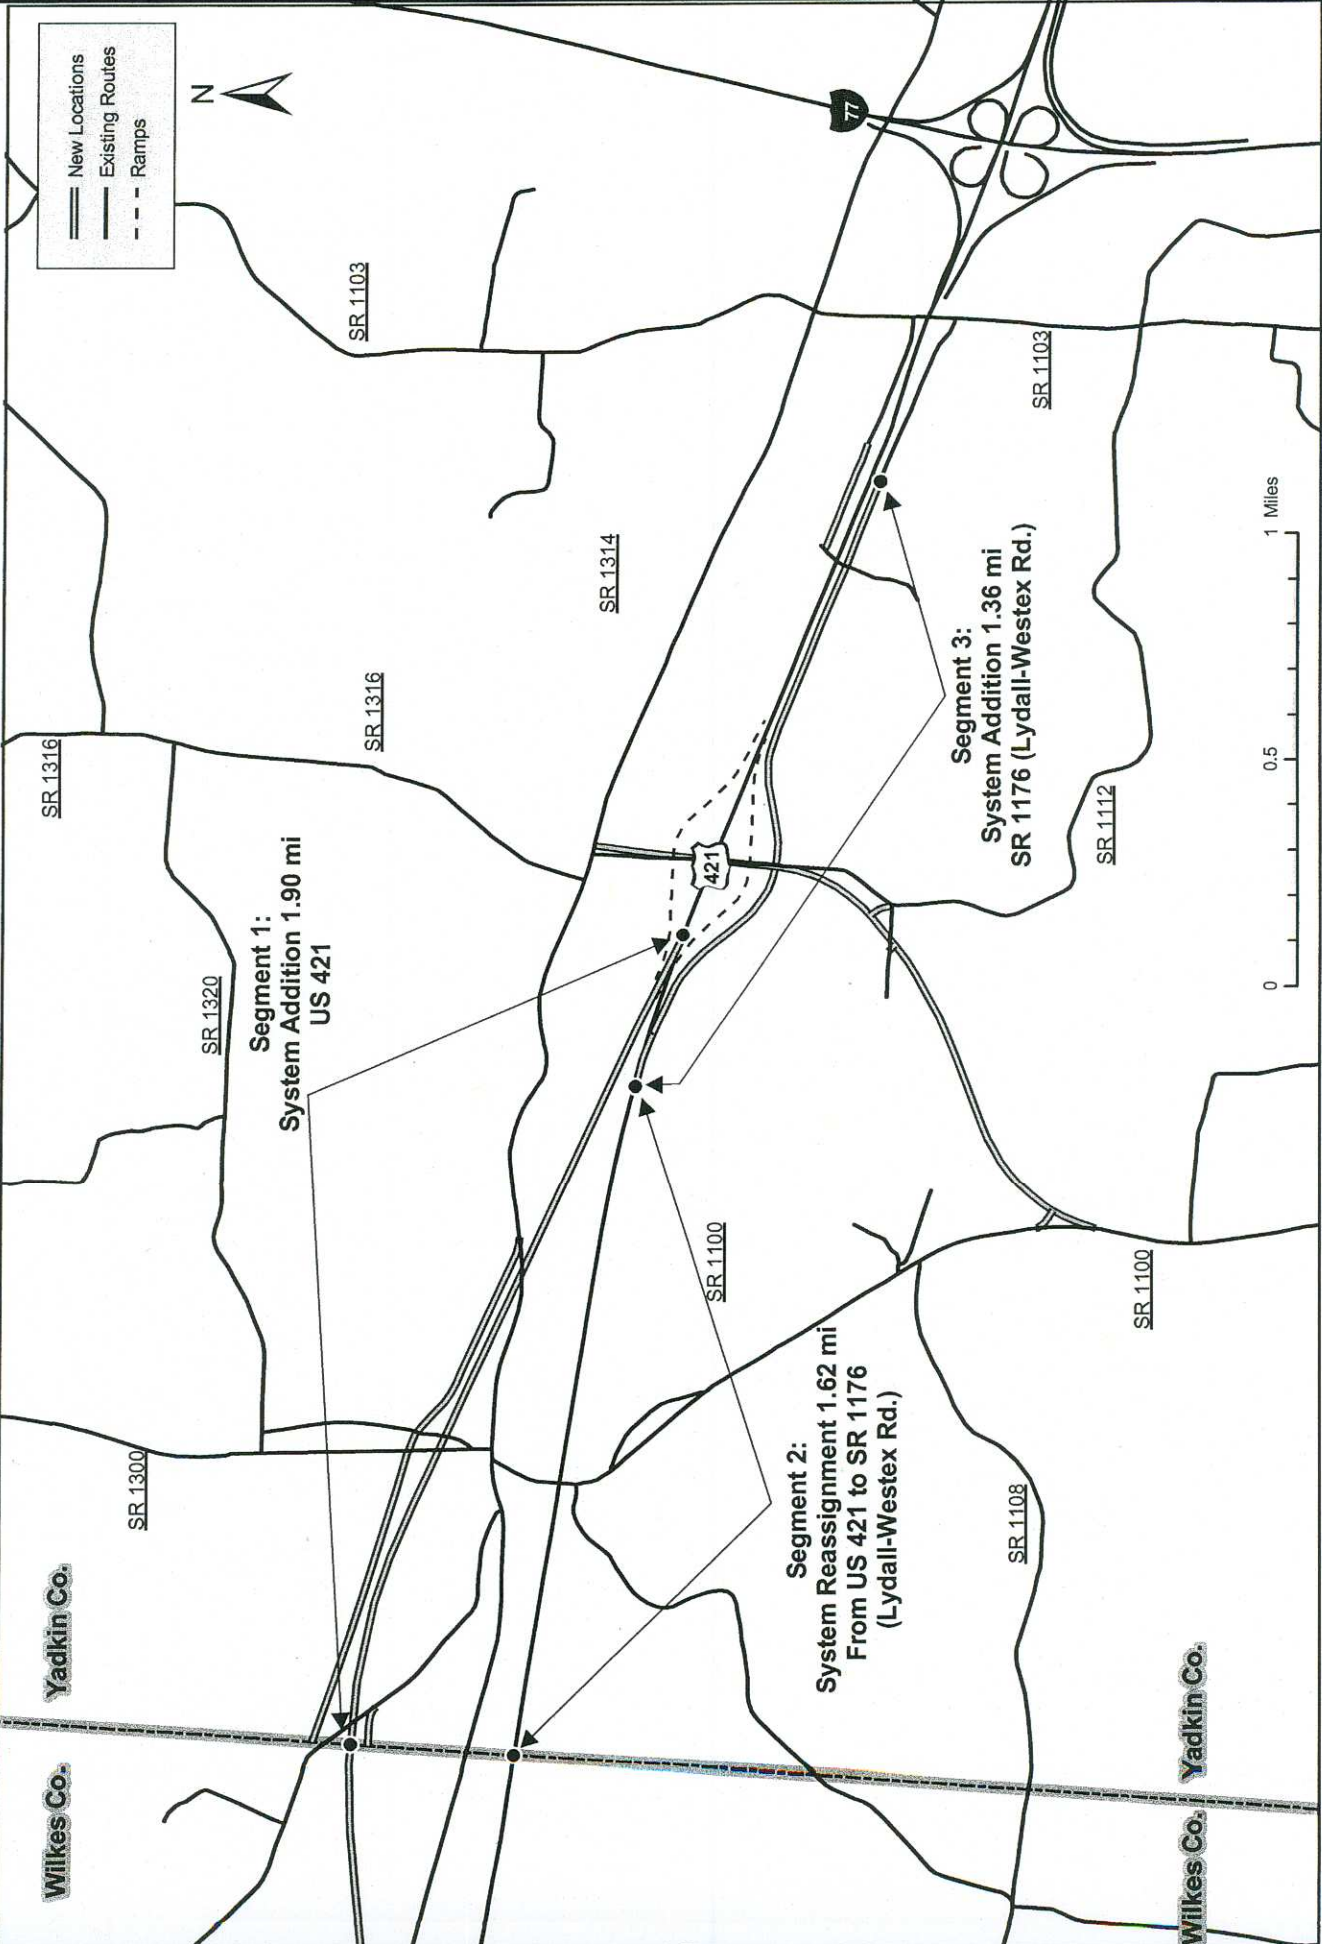 Wilkes Co.
Yadkin Co.
SR 1300
SR 1316
New Locations
Existing Routes
Ramps
N
SR 1320
Segment 1:
System Addition 1.90 mi
US 421
SR 1316
SR 1103
SR 1314
77
421
SR 1100
Segment 2:
System Reassignment 1.62 mi
From US 421 to SR 1176
(Lydall-Westex Rd.)
Segment 3:
System Addition 1.36 mi
SR 1176 (Lydall-Westex Rd.)
SR 1103
SR 1108
SR 1100
SR 1112
Wilkes Co.
Yadkin Co.
0
0.5
1 Miles